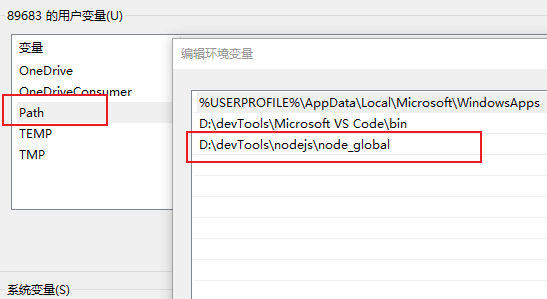 89683 的用户变量(U)
变量
OneDrive
OneDriveConsumer
Path
TEMP
TMP
编辑环境变量
%USERPROFILE%\AppData\Local\Microsoft\WindowsApps
D:\devTools\Microsoft VS Code\bin
D:\devTools\nodejs\node_global
系统变量(S)